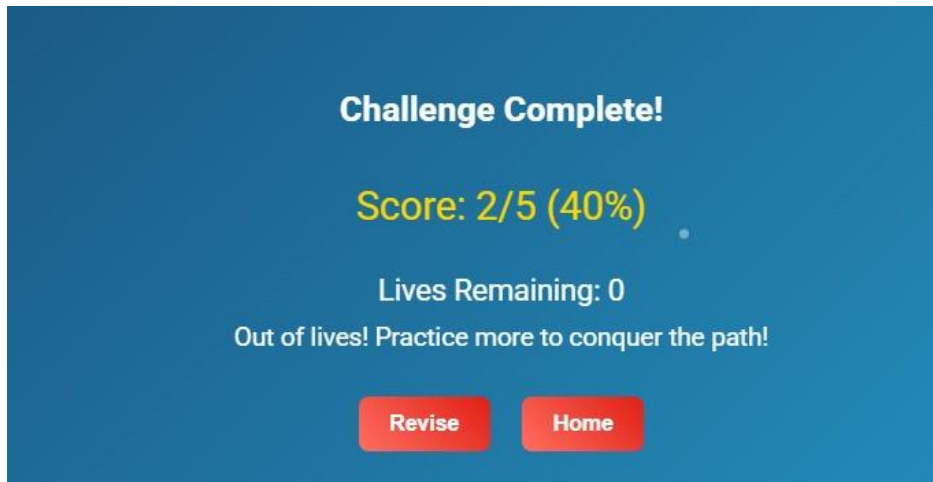 Challenge Complete!
Score: 2/5 (40%)
Lives Remaining: 0
Out of lives! Practice more to conquer the path!
Revise Home